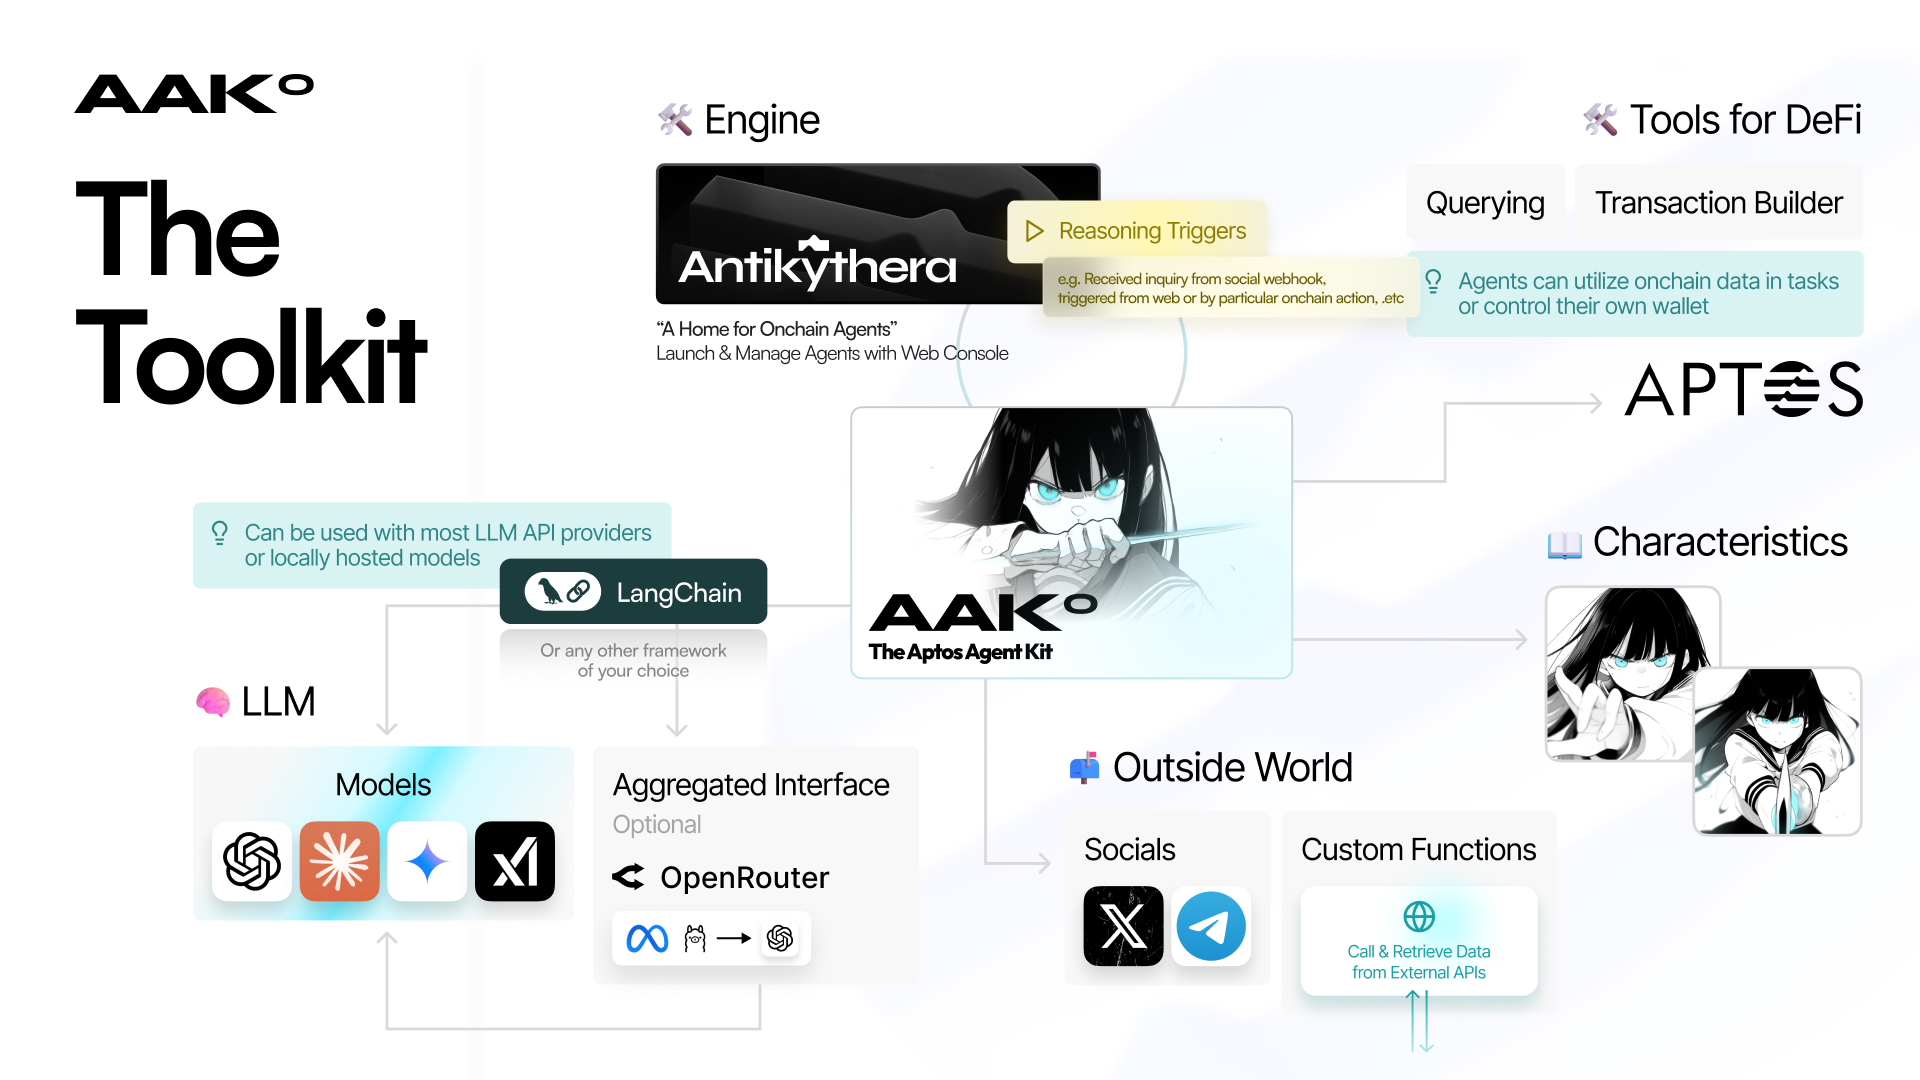 AAKº
The
Toolkit
Engine
Antikythera
Reasoning Triggers
e.g. Received inquiry from social webhook,
triggered from web or by particular onchain action, .etc
“A Home for Onchain Agents”
Launch & Manage Agents with Web Console
Tools for DeFi
Querying
Transaction Builder
Agents can utilize onchain data in tasks
or control their own wallet
APTOS
Can be used with most LLM API providers
or locally hosted models
LangChain
Or any other framework
of your choice
AAKº
The Aptos Agent Kit
Characteristics
LLM
Models
Aggregated Interface
Optional
OpenRouter
Outside World
Socials
Custom Functions
Call & Retrieve Data
from External APIs